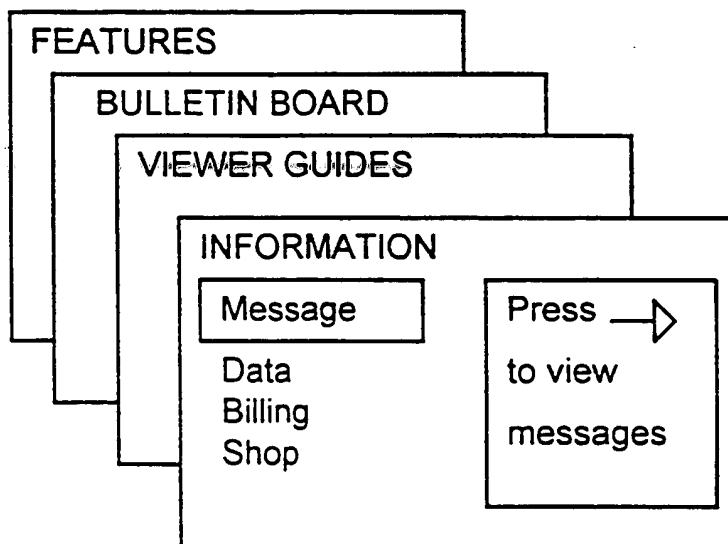 FEATURES
BULLETIN BOARD
VIEWER GUIDES
INFORMATION
Message
Data
Billing
Shop
Press
to view
messages